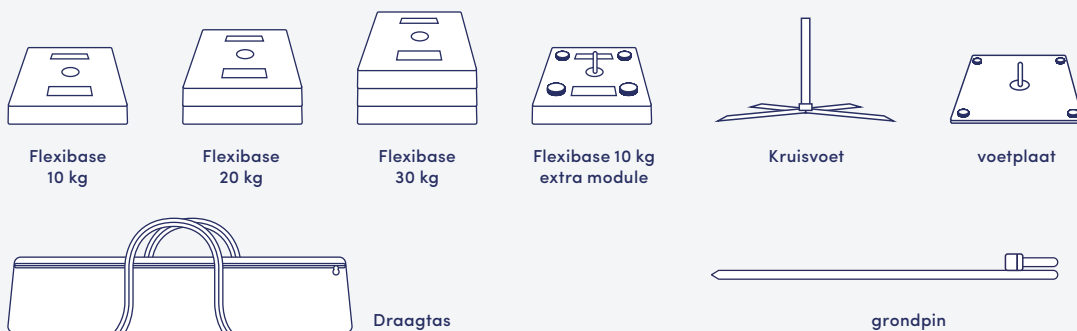 Flexibase
10 kg
Flexibase
20 kg
Flexibase
30 kg
Flexibase 10 kg
extra module
Kruisvoet
voetplaat
Draagtas
grondpin